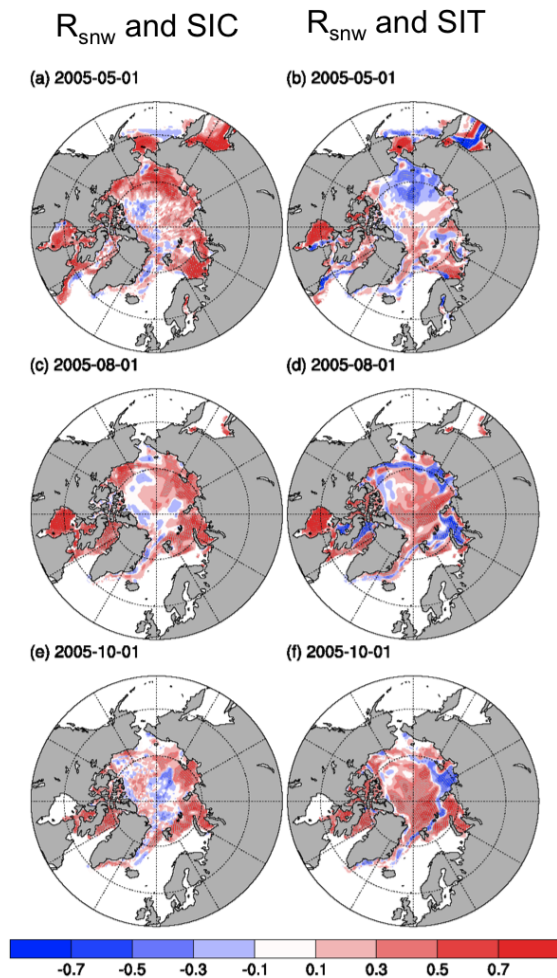 R_snw and SIC R_snw and SIT
(a) 2005-05-01 (b) 2005-05-01
(c) 2005-08-01 (d) 2005-08-01
(e) 2005-10-01 (f) 2005-10-01
-0.7 -0.5 -0.3 -0.1 0.1 0.3 0.5 0.7